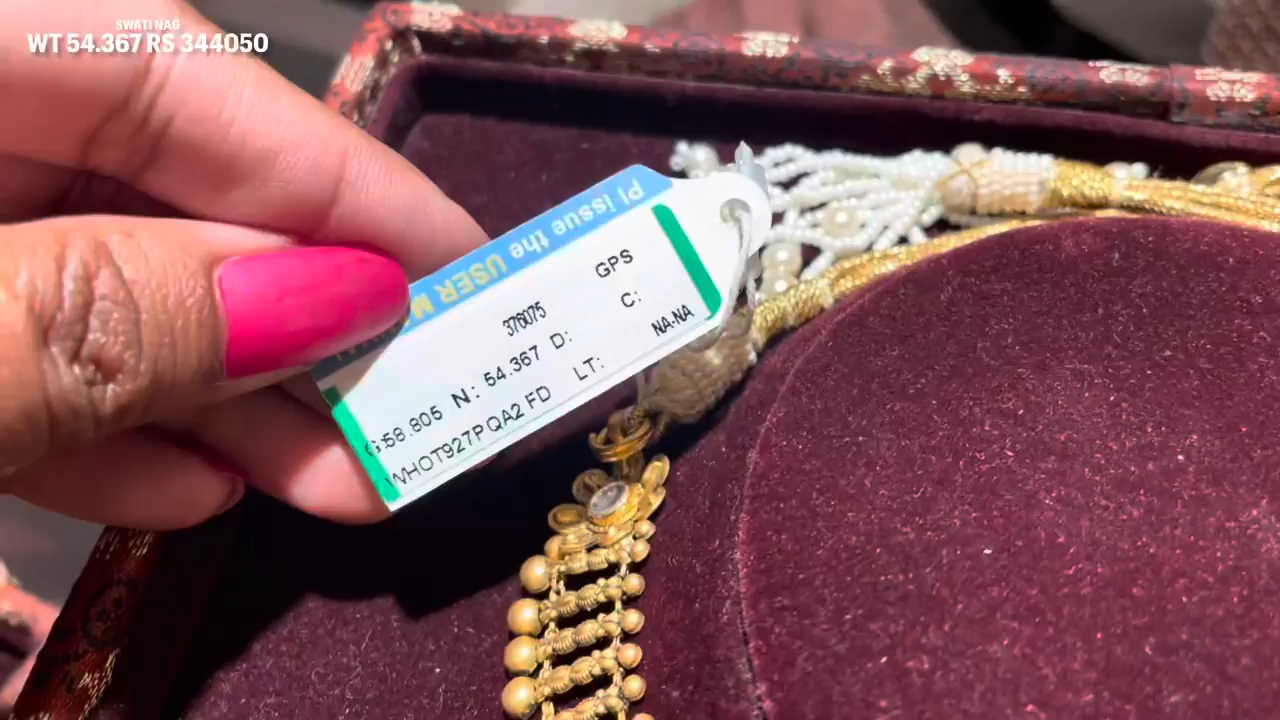 SWATI NAG
WT 54.367 RS 344050
PI issue the USER
376075 GPS
G:58.805 N: 54.367 D: C:
WHOT927PQA2 FD LT: NA-NA